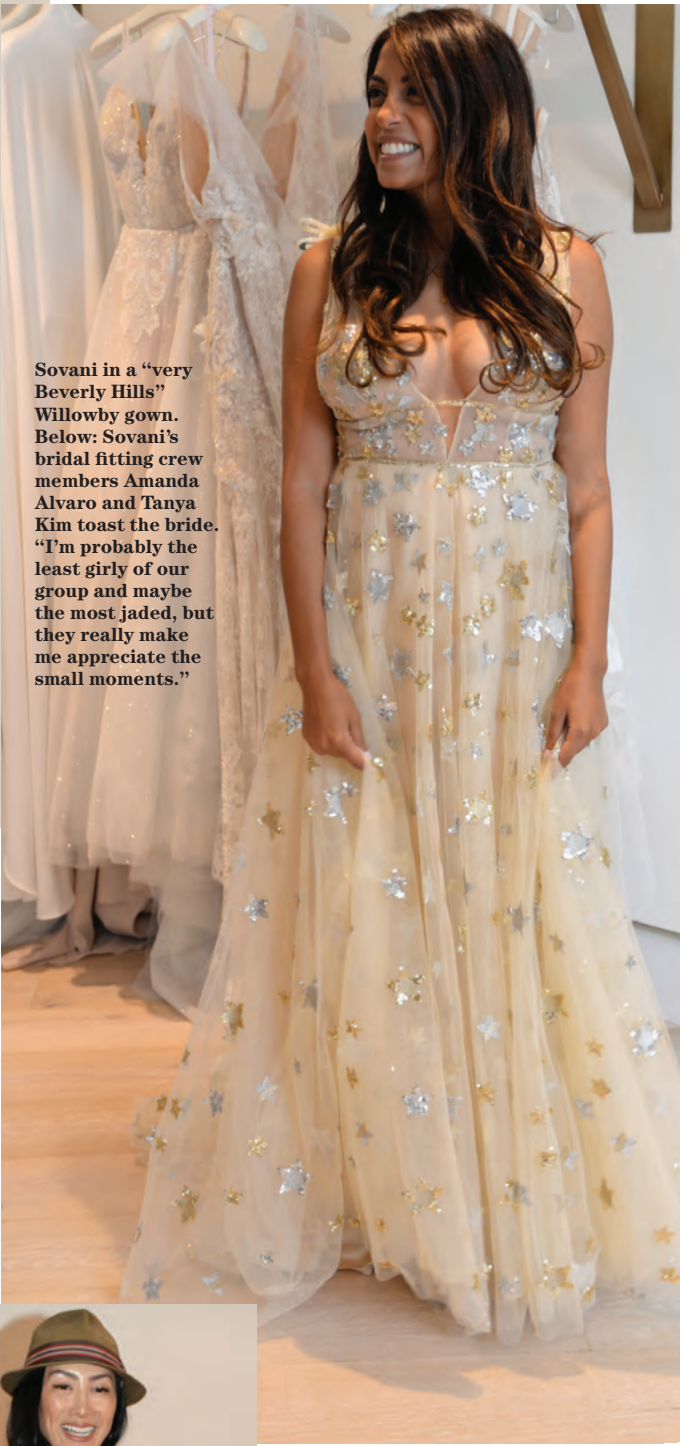 Sovani in a “very
Beverly Hills”
Willowby gown.
Below: Sovani’s
bridal fitting crew
members Amanda
Alvaro and Tanya
Kim toast the bride.
“I’m probably the
least girly of our
group and maybe
the most jaded, but
they really make
me appreciate the
small moments.”